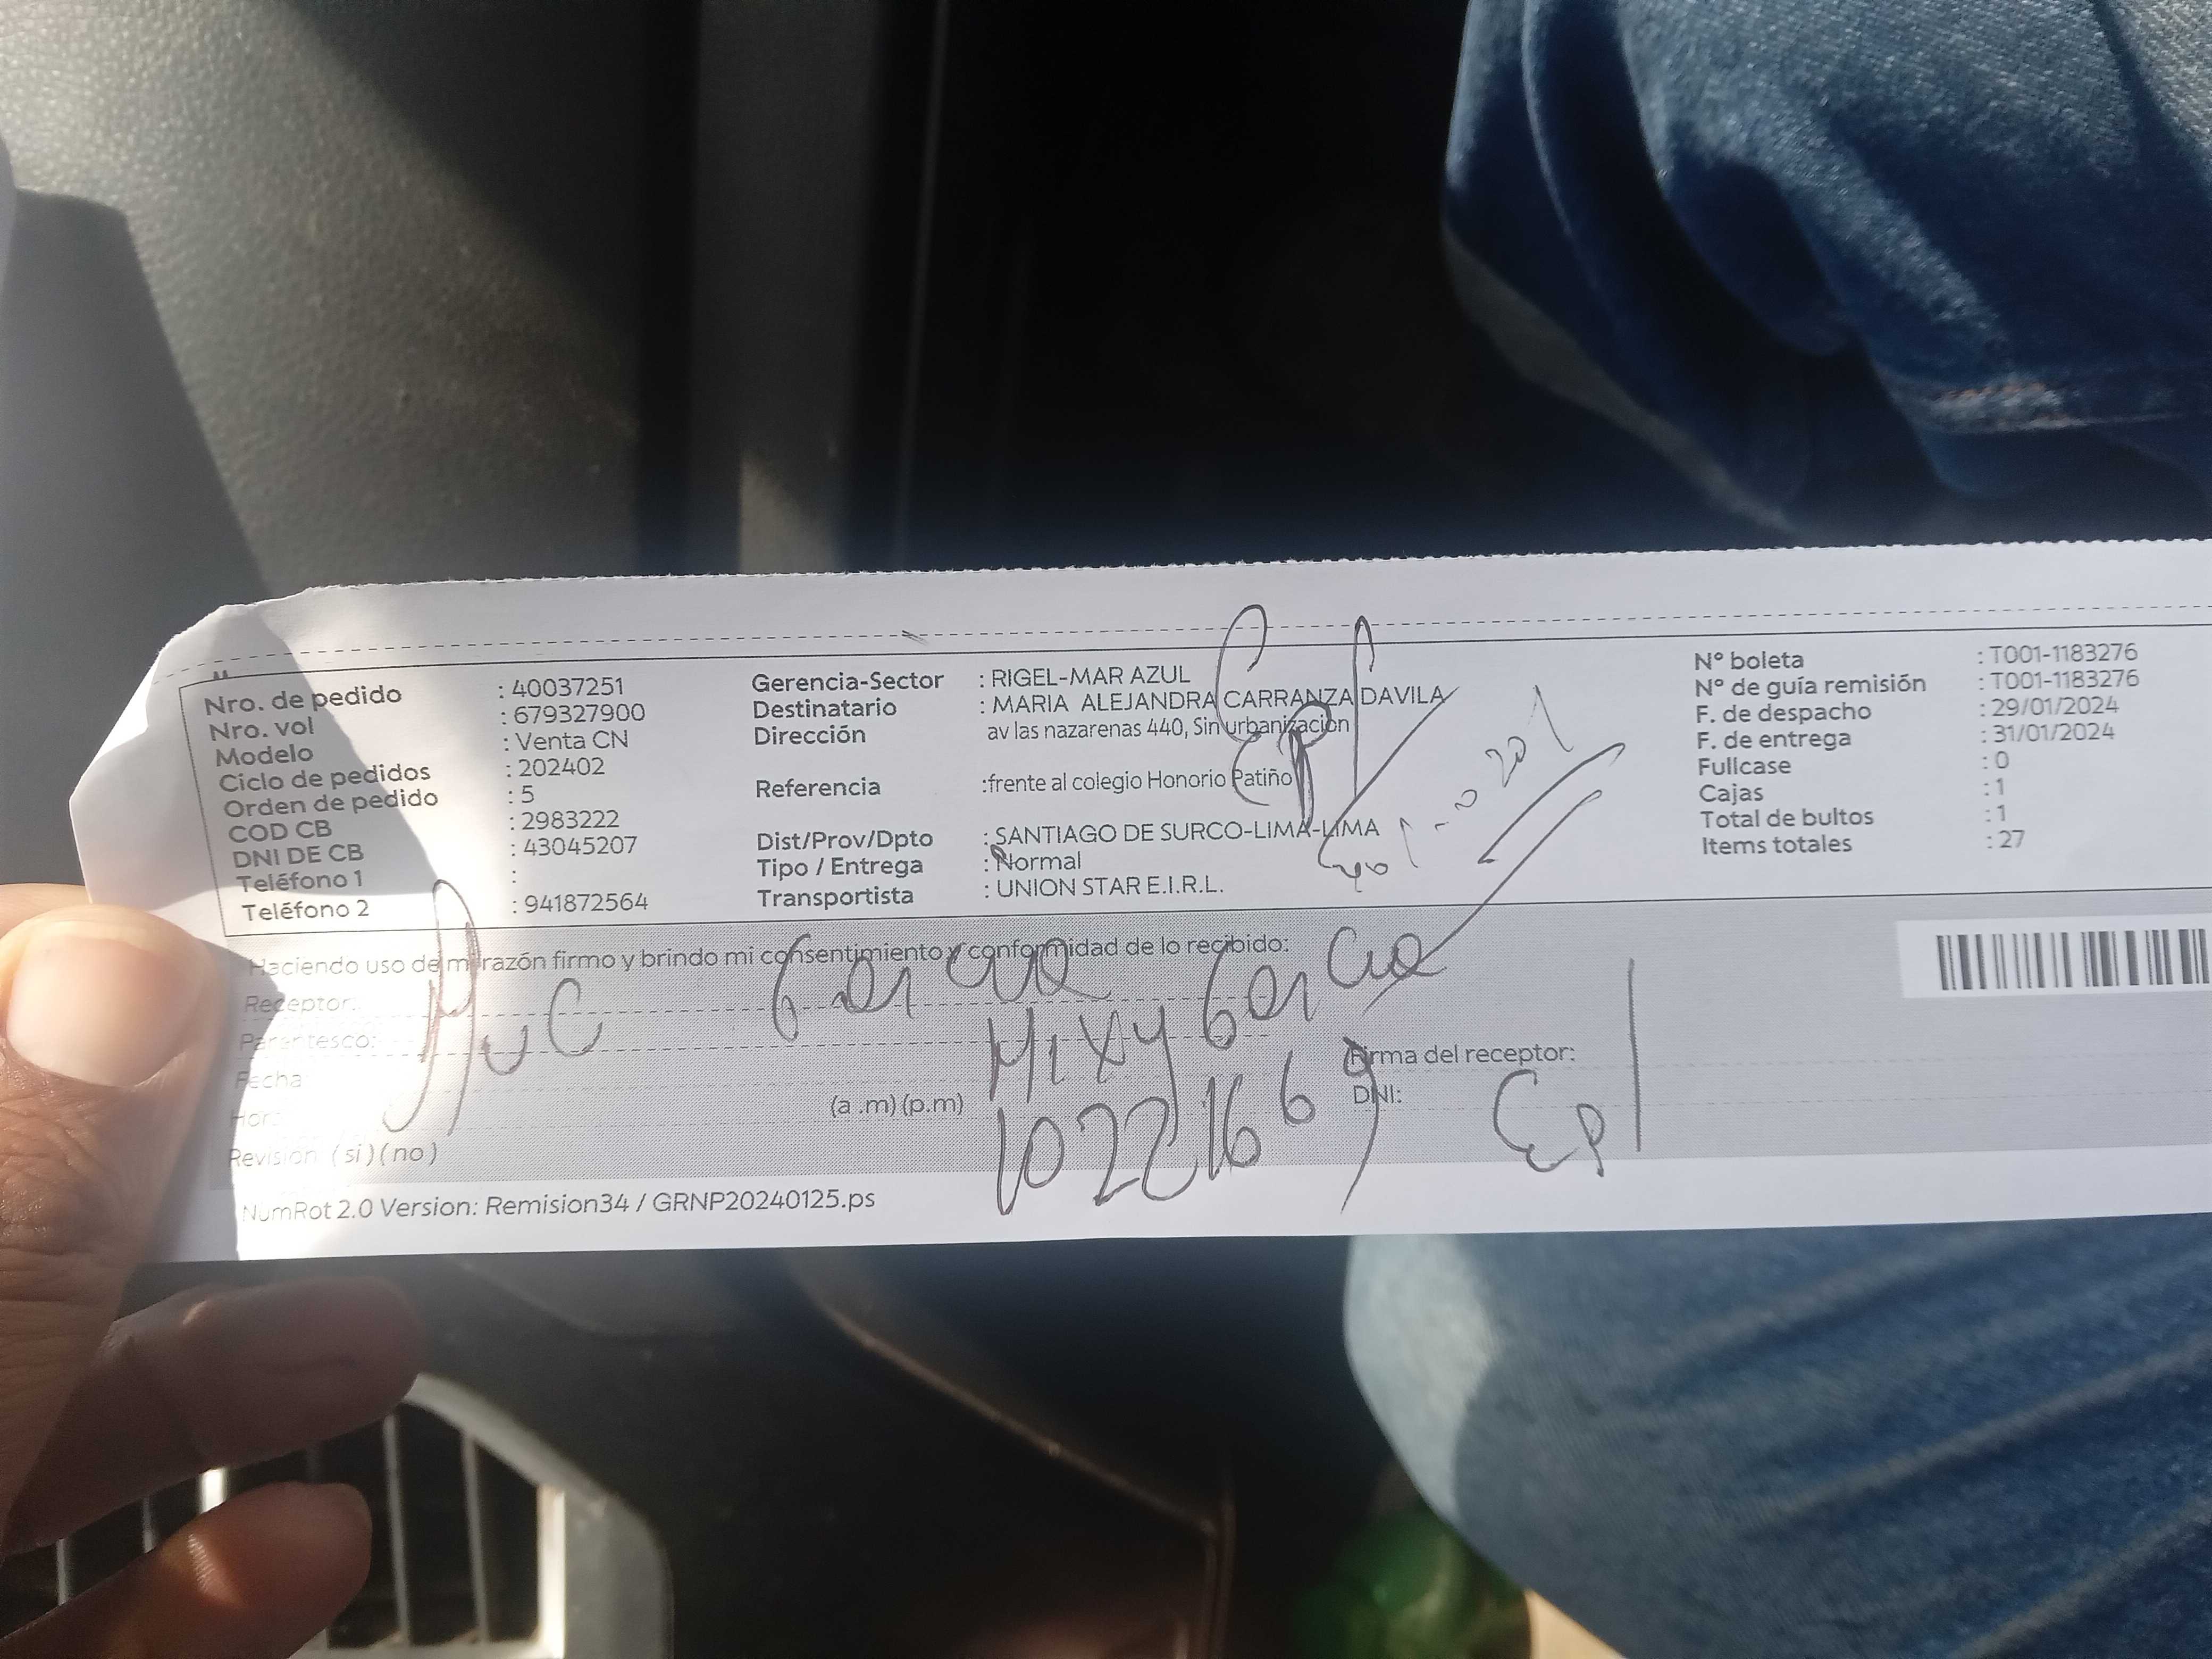 Nro. de pedido : 40037251
Nro. vol : 679327900
Modelo : Venta CN
Ciclo de pedidos : 202402
Orden de pedido : 5
COD CB : 2983222
DNI DE CB : 43045207
Teléfono 1 :
Teléfono 2 : 941872564
Gerencia-Sector : RIGEL-MAR AZUL
Destinatario : MARIA ALEJANDRA CARRANZA DAVILA
Dirección av las nazarenas 440, Sin urbanización
Referencia :frente al colegio Honorio Patiño
Dist/Prov/Dpto : SANTIAGO DE SURCO-LIMA-LIMA
Tipo / Entrega : Normal
Transportista : UNION STAR E.I.R.L.
N° boleta : T001-1183276
N° de guía remisión : T001-1183276
F. de despacho : 29/01/2024
F. de entrega : 31/01/2024
Fullcase : 0
Cajas : 1
Total de bultos : 1
Items totales : 27
201
Haciendo uso de mi razón firmo y brindo mi consentimiento y conformidad de lo recibido:
Receptor:
Parentesco:
Fecha
Hor:
(a .m) (p.m)
Revisión (si) (no)
Mixy
10221669
Firma del receptor:
DNI:
NumRot 2.0 Version: Remision34 / GRNP20240125.ps